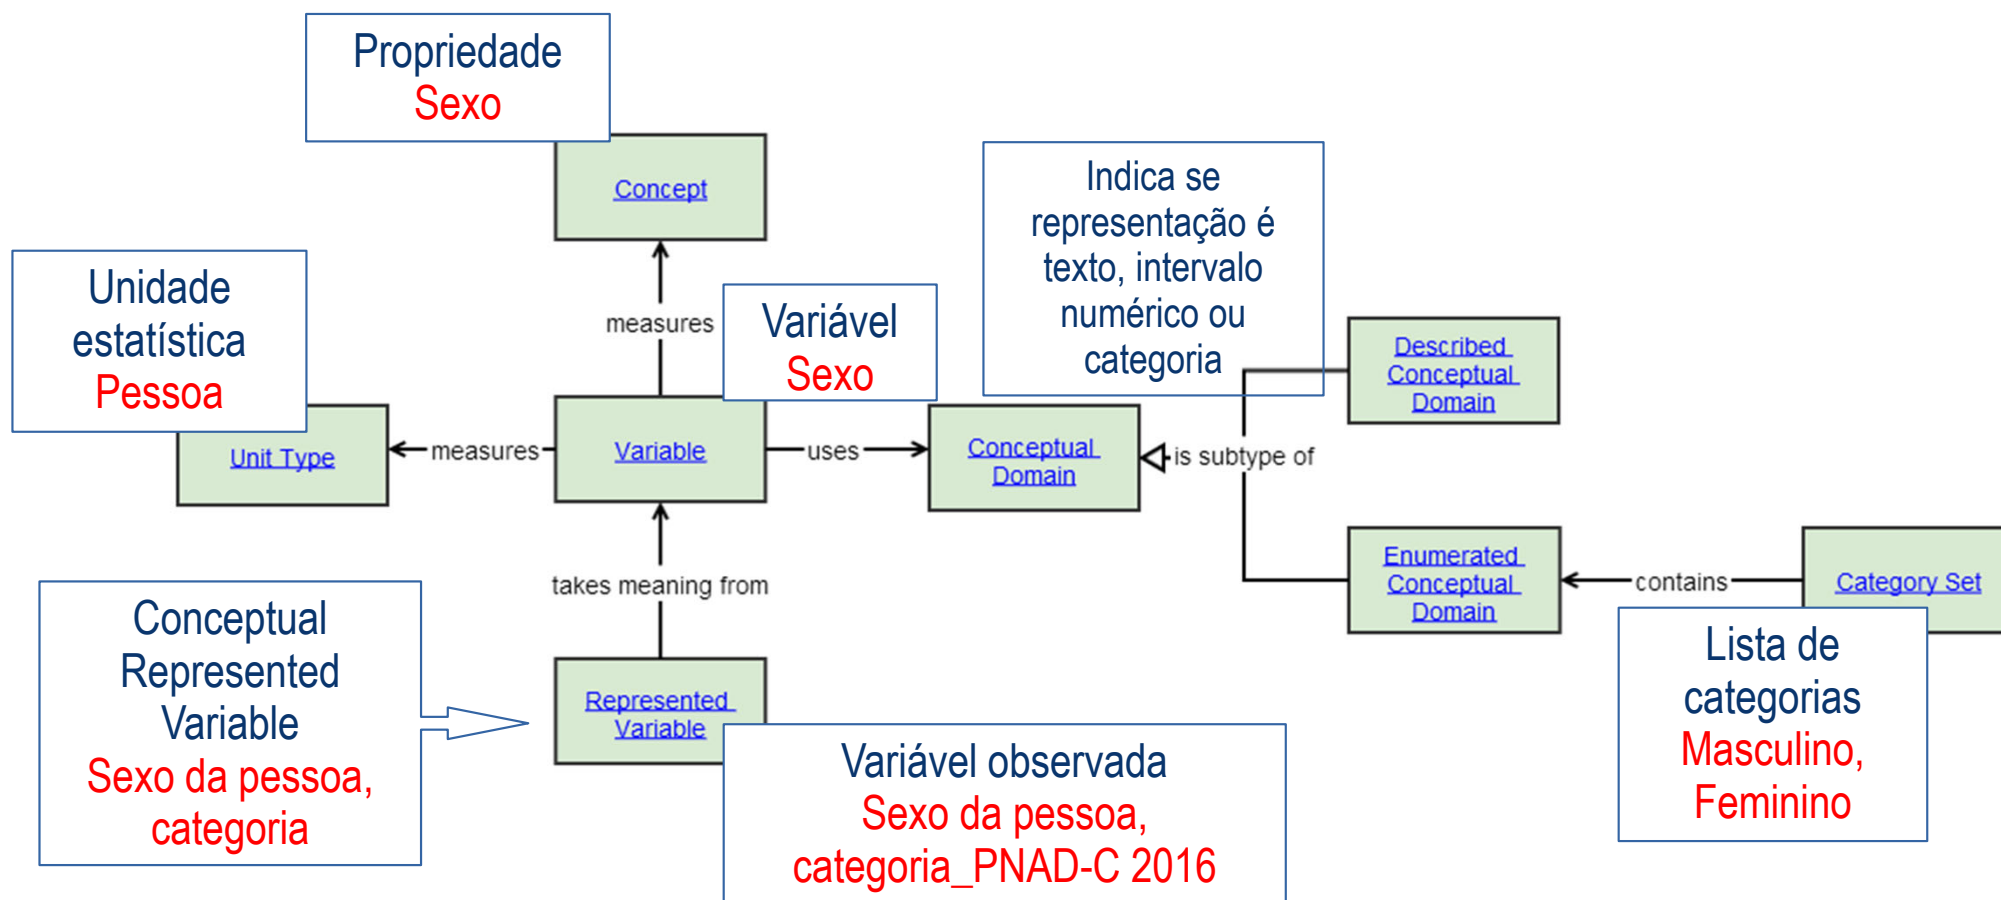 Propriedade
Sexo
Concept
Indica se
representação é
texto, intervalo
numérico ou
categoria
Unidade
estatística
Pessoa
measures
Variável
Sexo
Described
Conceptual
Domain
Unit Type
measures
Variable
uses
Conceptual
Domain
is subtype of
takes meaning from
Enumerated
Conceptual
Domain
contains
Category Set
Conceptual
Represented
Variable
Sexo da pessoa,
categoria
Represented
Variable
Lista de
categorias
Masculino,
Feminino
Variável observada
Sexo da pessoa,
categoria_PNAD-C 2016